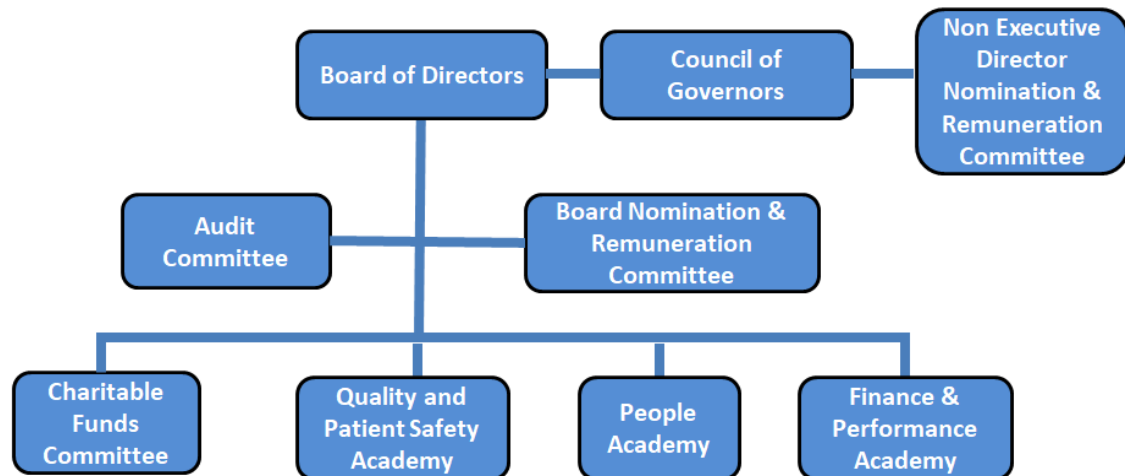 Board of Directors
Council of
Governors
Non Executive
Director
Nomination &
Remuneration
Committee
Audit
Committee
Board Nomination &
Remuneration
Committee
Charitable
Funds
Committee
Quality and
Patient Safety
Academy
People
Academy
Finance &
Performance
Academy